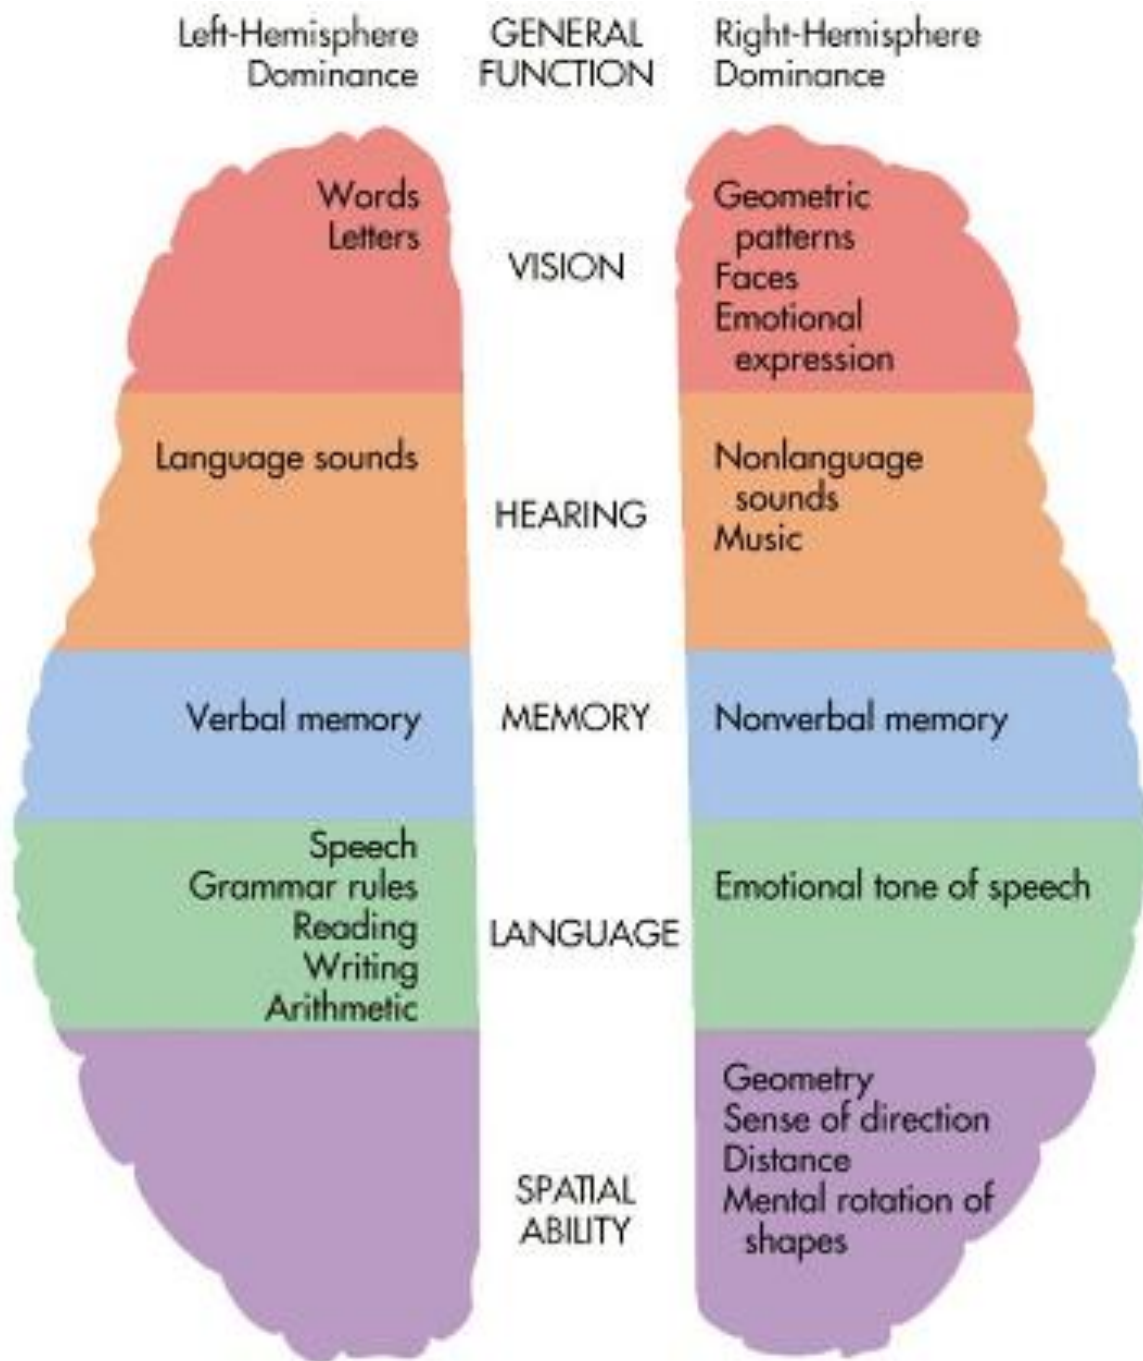 Left-Hemisphere
Dominance
GENERAL
FUNCTION
Right-Hemisphere
Dominance
Words
Letters
VISION
Geometric
patterns
Faces
Emotional
expression
Language sounds
HEARING
Nonlanguage
sounds
Music
Verbal memory
MEMORY
Nonverbal memory
Speech
Grammar rules
Reading
Writing
Arithmetic
LANGUAGE
Emotional tone of speech
SPATIAL
ABILITY
Geometry
Sense of direction
Distance
Mental rotation of
shapes